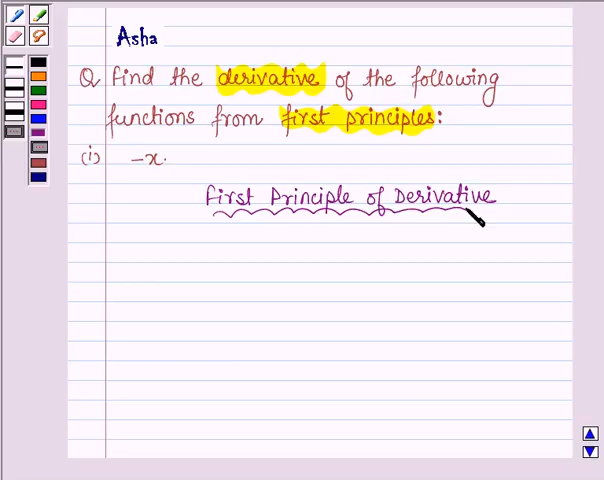 Asha
Q Find the derivative of the following
functions from first principles:
(i) -x.
First Principle of Derivative